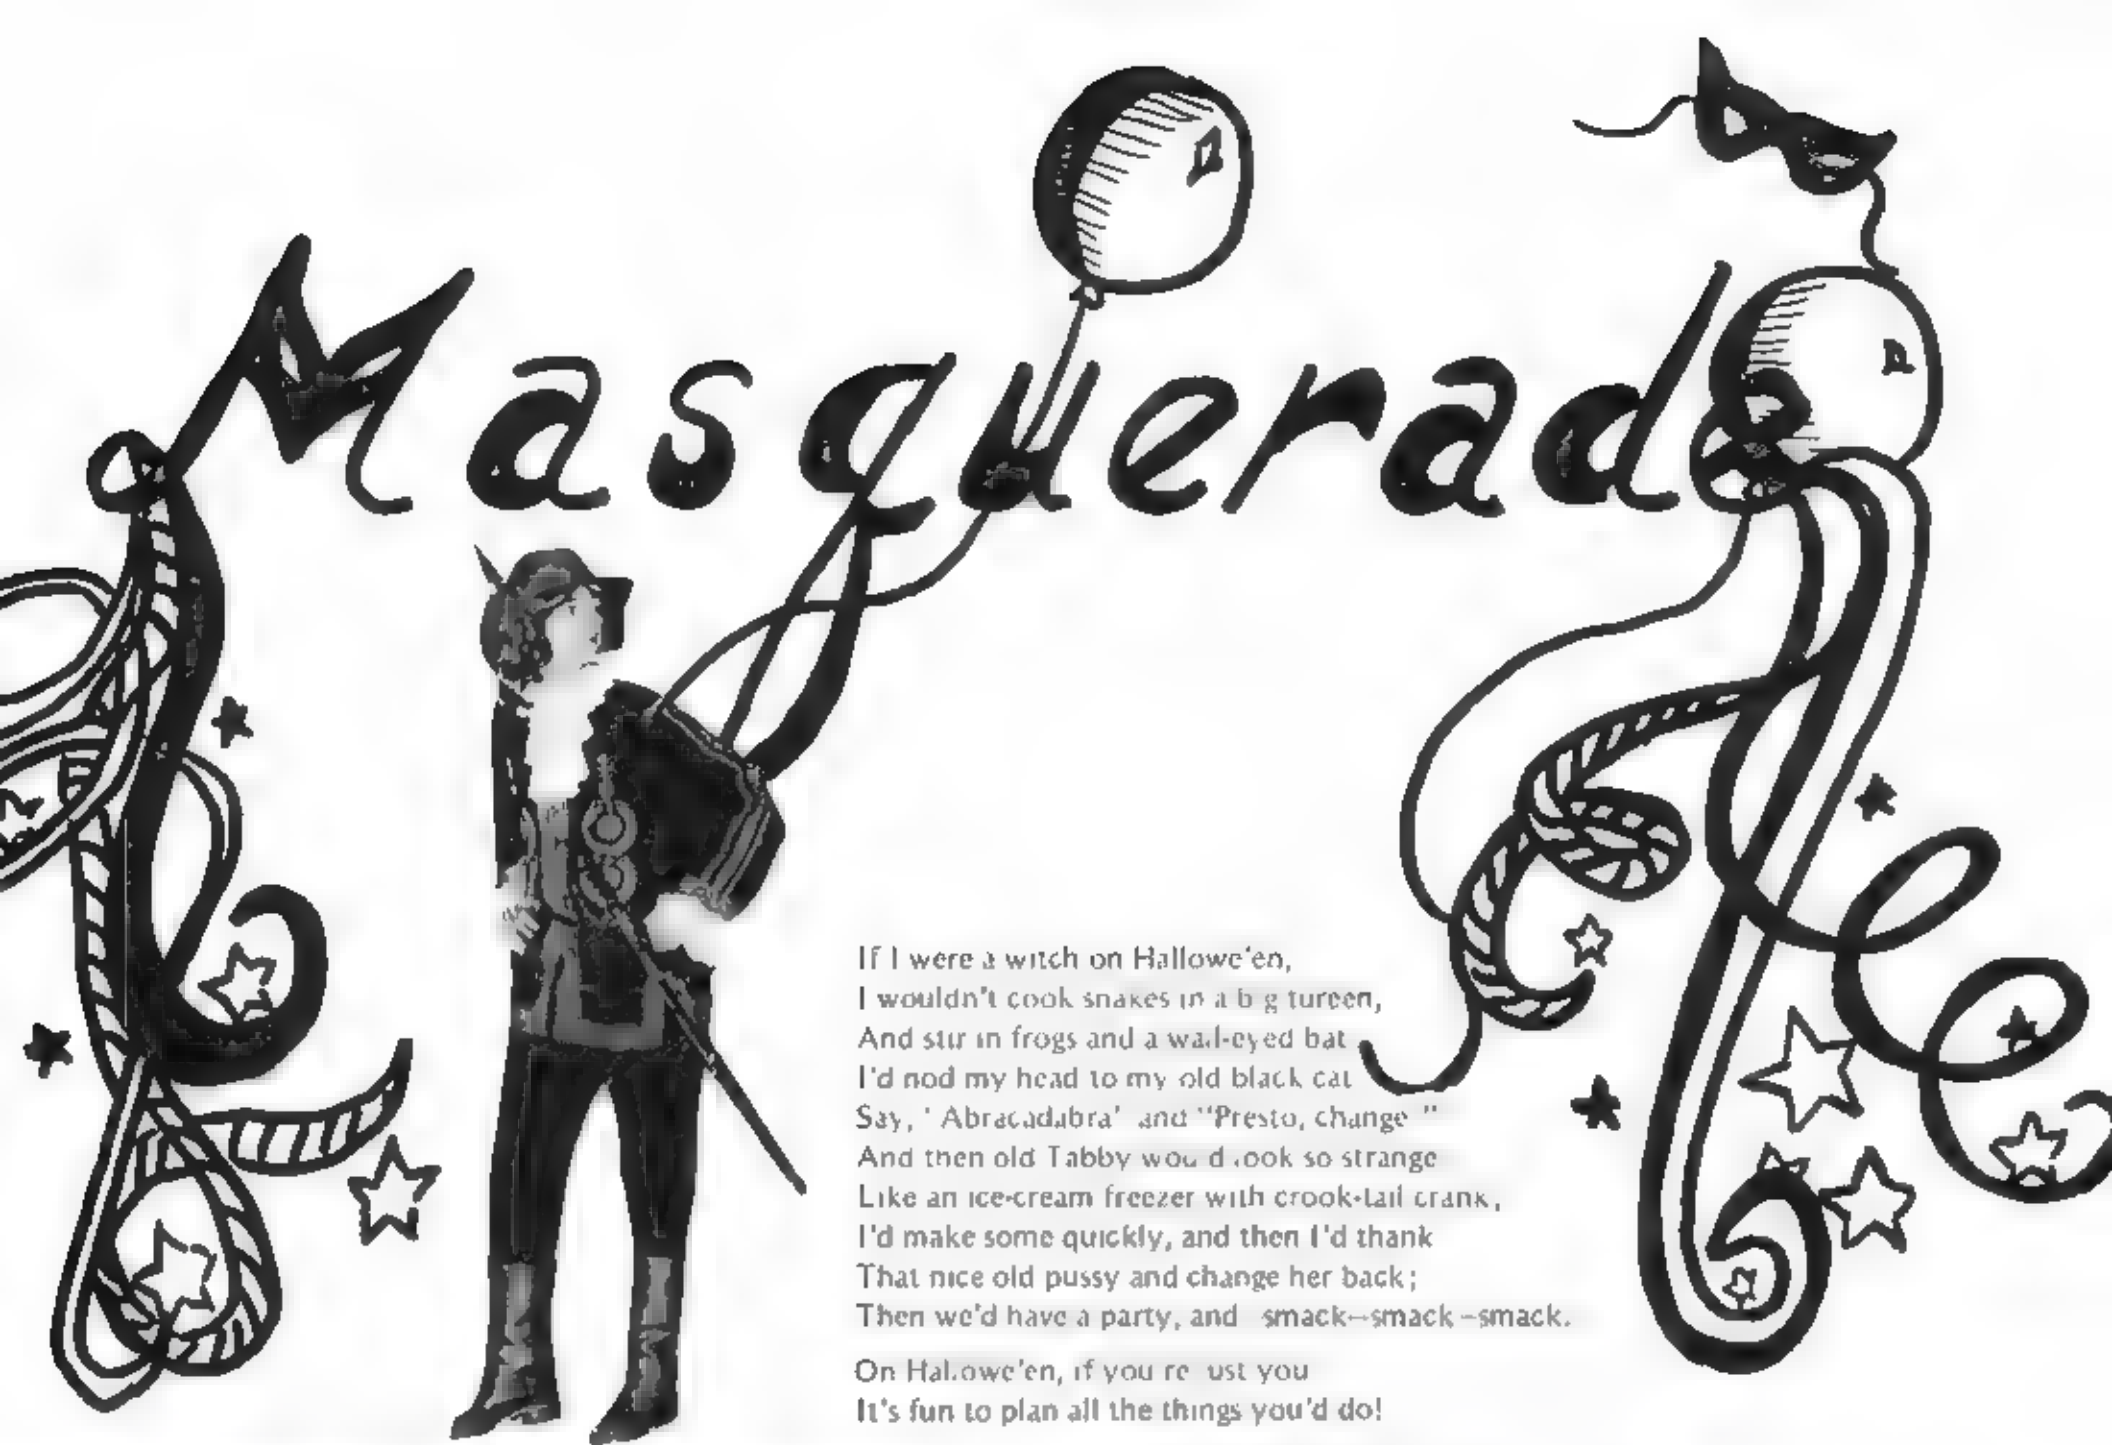 Masquerade
If I were a witch on Hallowe'en,
I wouldn't cook snakes in a big tureen,
And stir in frogs and a wall-eyed bat
I'd nod my head to my old black cat
Say, "Abracadabra" and "Presto, change"
And then old Tabby would look so strange
Like an ice-cream freezer with crook-tail crank,
I'd make some quickly, and then I'd thank
That nice old pussy and change her back;
Then we'd have a party, and smack--smack--smack.
On Hallowe'en, if you're just you
It's fun to plan all the things you'd do!